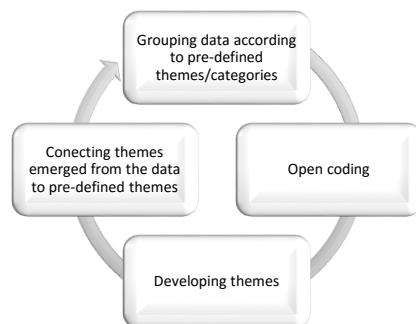 Grouping data according
to pre-defined
themes/categories
Open coding
Developing themes
Conecting themes
emerged from the data
to pre-defined themes